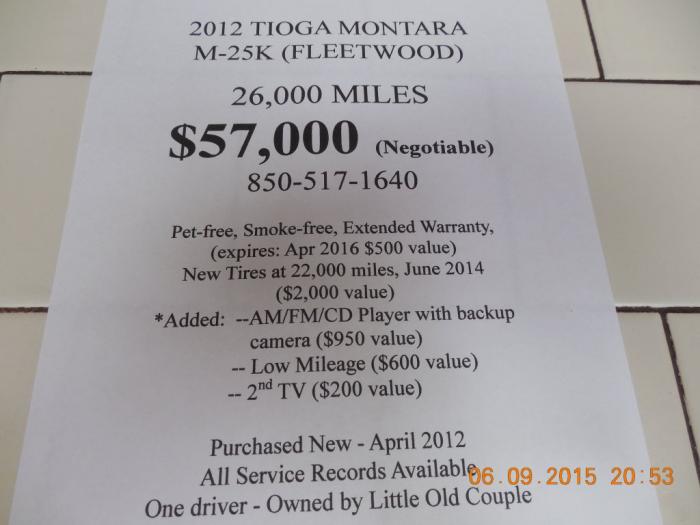 2012 TIOGA MONTARA
M-25K (FLEETWOOD)
26,000 MILES
$57,000 (Negotiable)
850-517-1640
Pet-free, Smoke-free, Extended Warranty,
(expires: Apr 2016 $500 value)
New Tires at 22,000 miles, June 2014
($2,000 value)
*Added: --AM/FM/CD Player with backup
camera ($950 value)
-- Low Mileage ($600 value)
-- 2nd TV ($200 value)
Purchased New - April 2012
All Service Records Available
One driver - Owned by Little Old Couple
06.09.2015 20:53